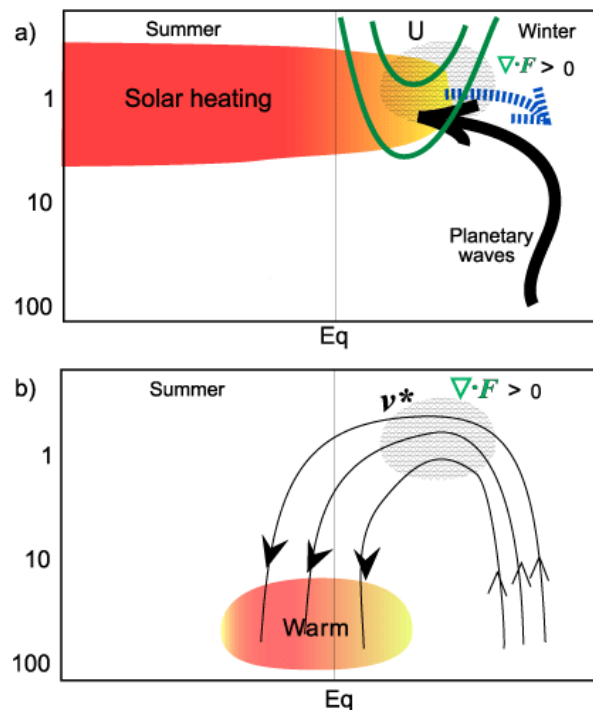 a)
Summer
U
Winter
∇·F > 0
Solar heating
1
10
Planetary
waves
100
Eq
b)
Summer
v*
∇·F > 0
1
10
Warm
100
Eq